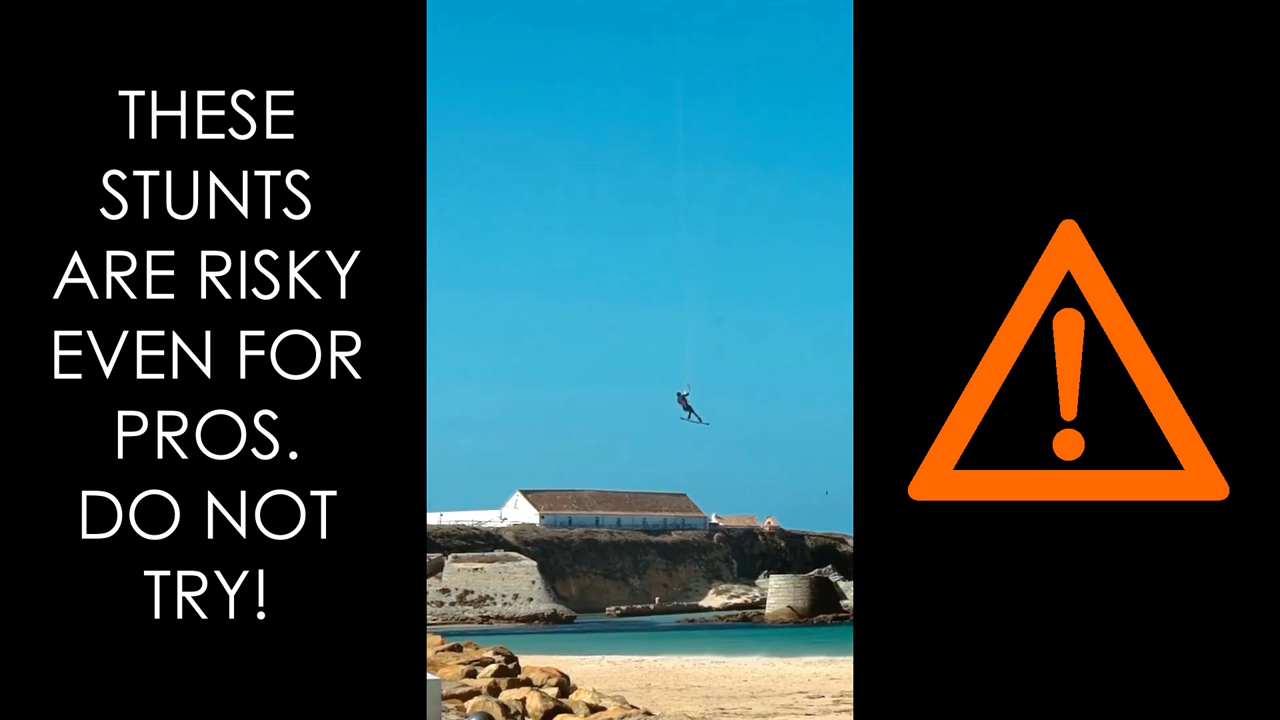 THESE
STUNTS
ARE RISKY
EVEN FOR
PROS.
DO NOT
TRY!